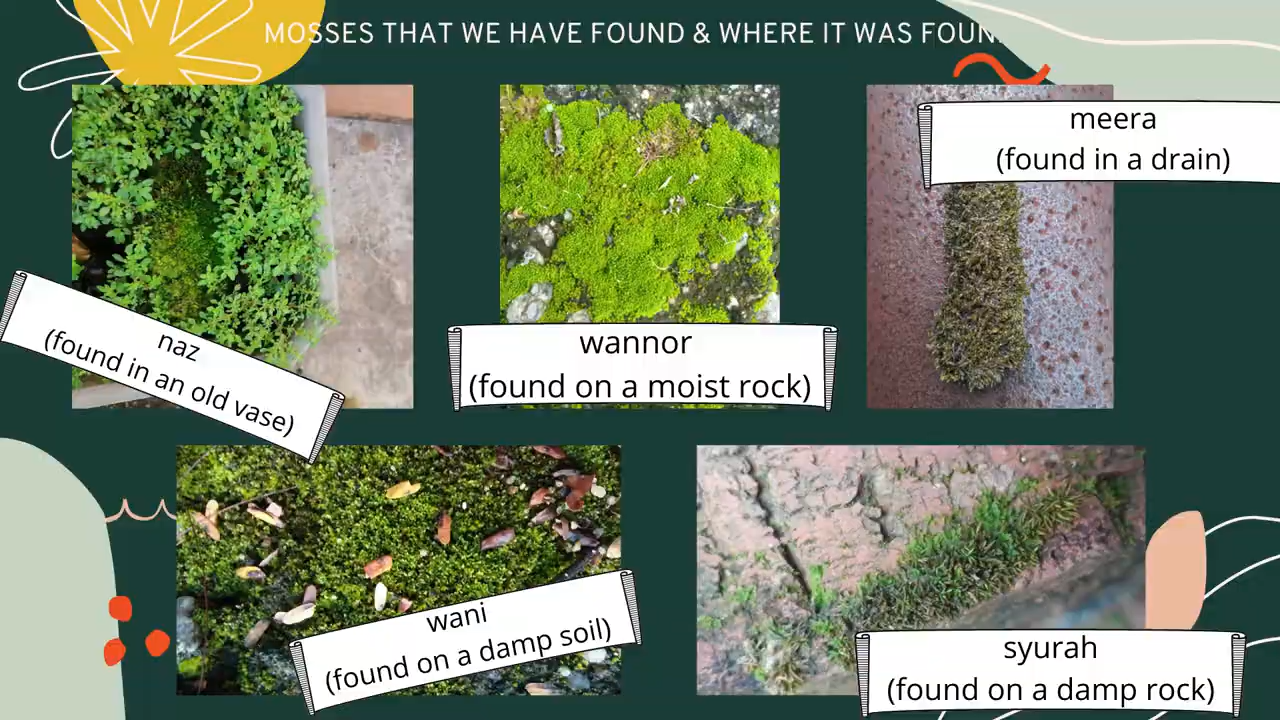 MOSSES THAT WE HAVE FOUND & WHERE IT WAS FOUN
meera
(found in a drain)
naz
(found in an old vase)
wannor
(found on a moist rock)
wani
(found on a damp soil)
syurah
(found on a damp rock)